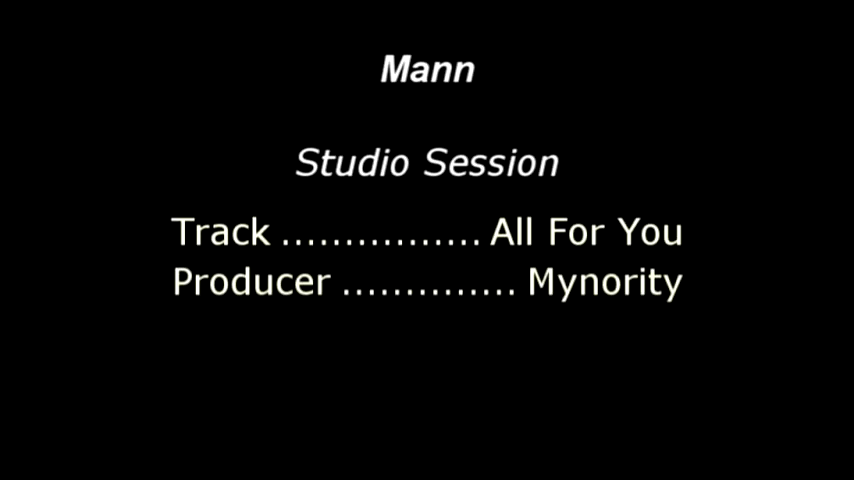 Mann
Studio Session
Track ................ All For You
Producer .............. Mynority